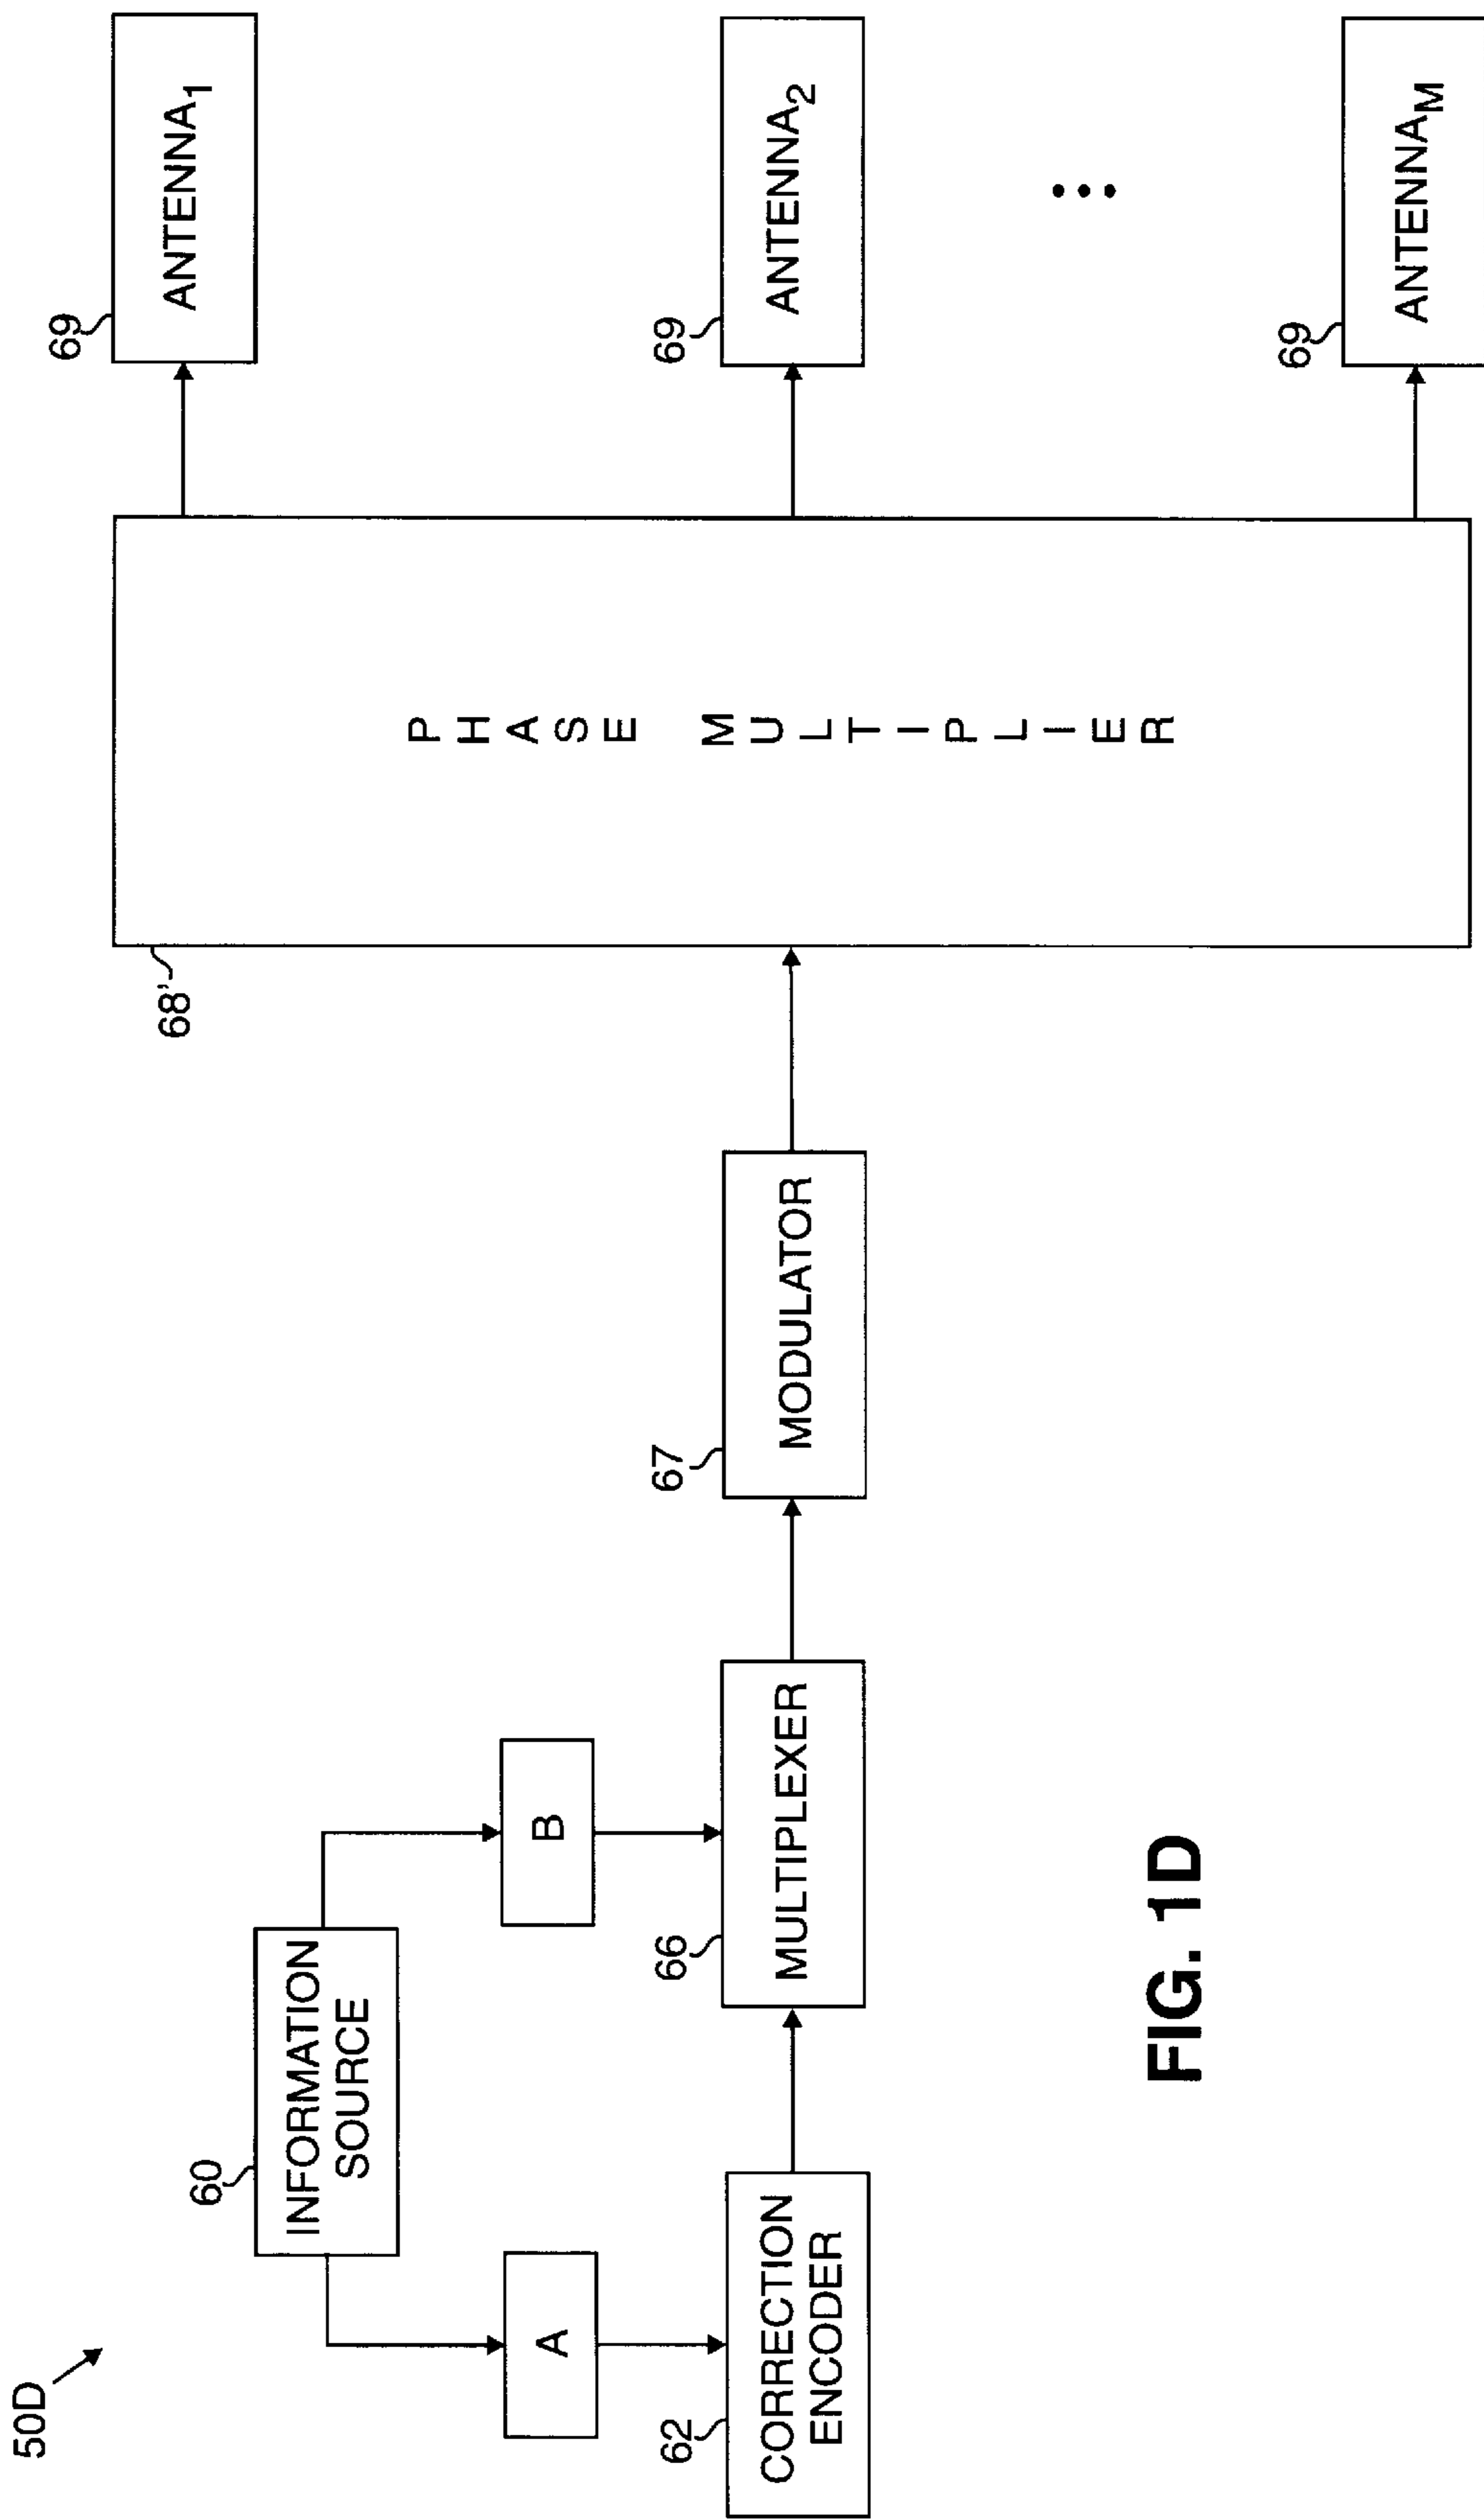 50D
60
INFORMATION
SOURCE
A
B
62
CORRECTION
ENCODER
66
MULTIPLEXER
67
MODULATOR
68'
PHASE MULTIPLIER
69
ANTENNA1
69
ANTENNA2
...
69
ANTENNAM
FIG. 1D